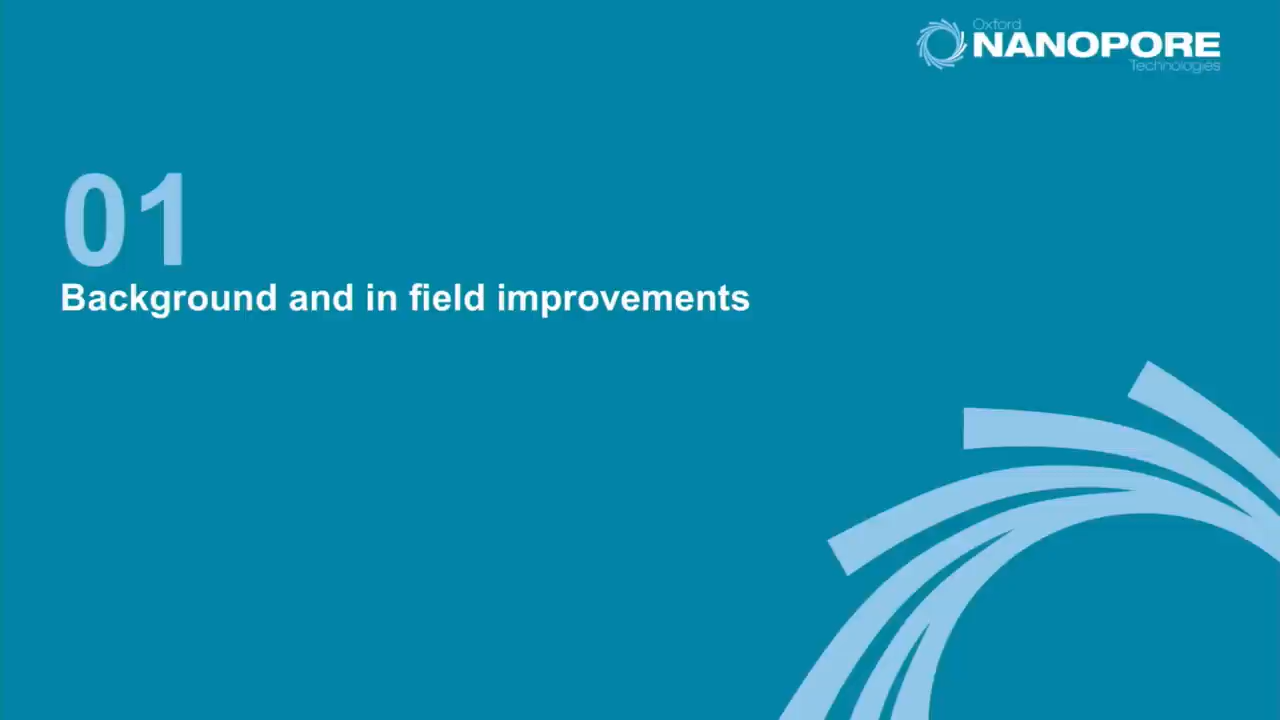 Oxford
NANOPORE
Technologies
01
Background and in field improvements